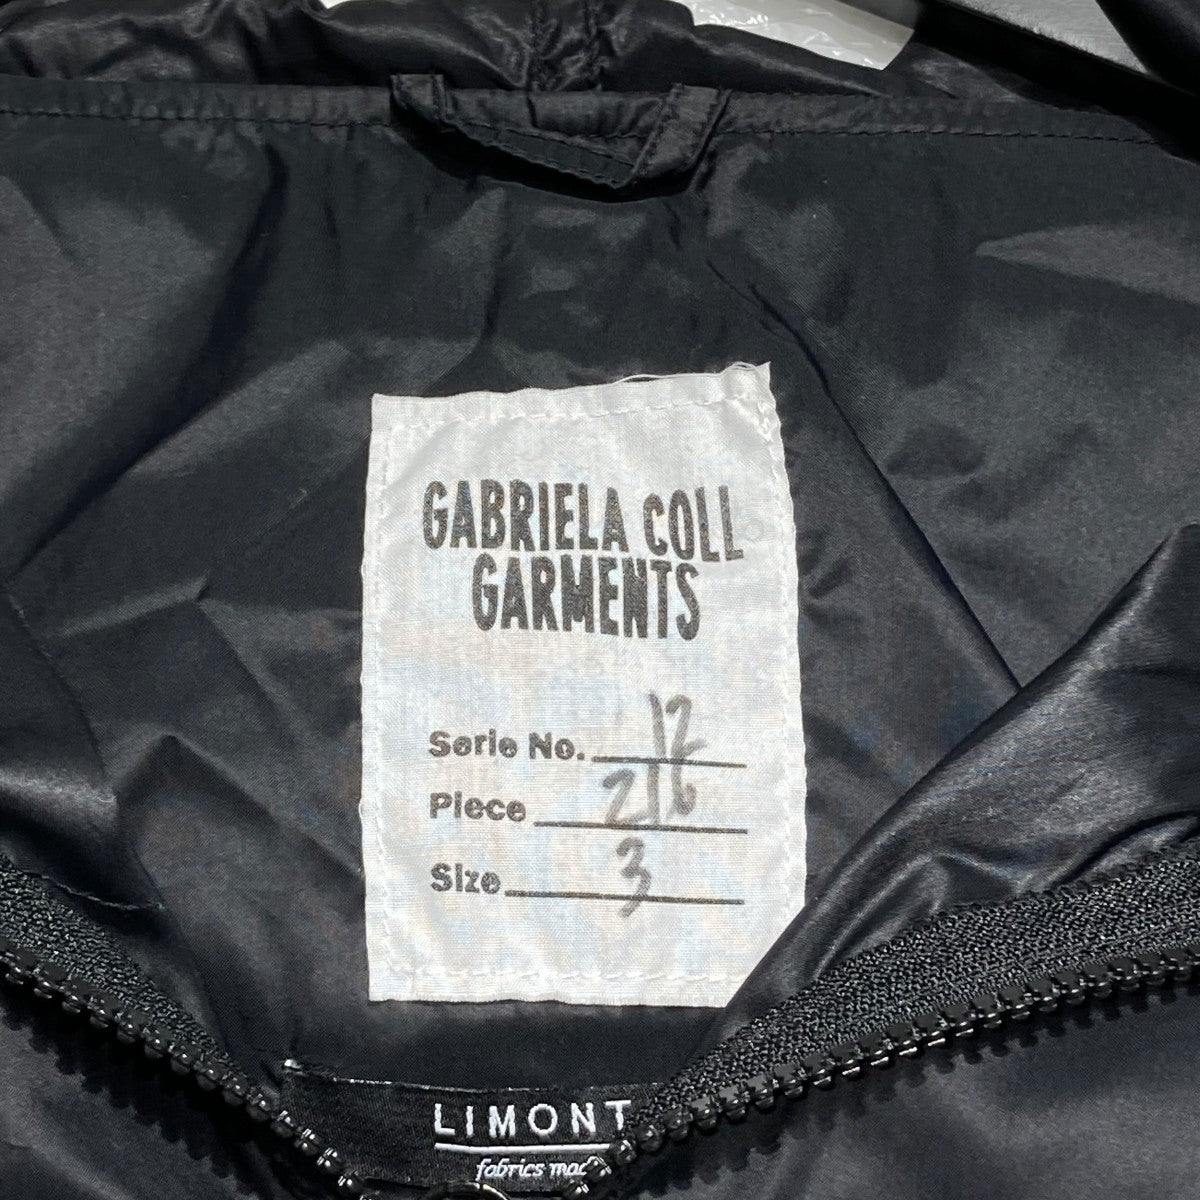 GABRIELA COLL
GARMENTS
Serie No. 12
Piece 216
Size 3
LIMONT
fabrics mad